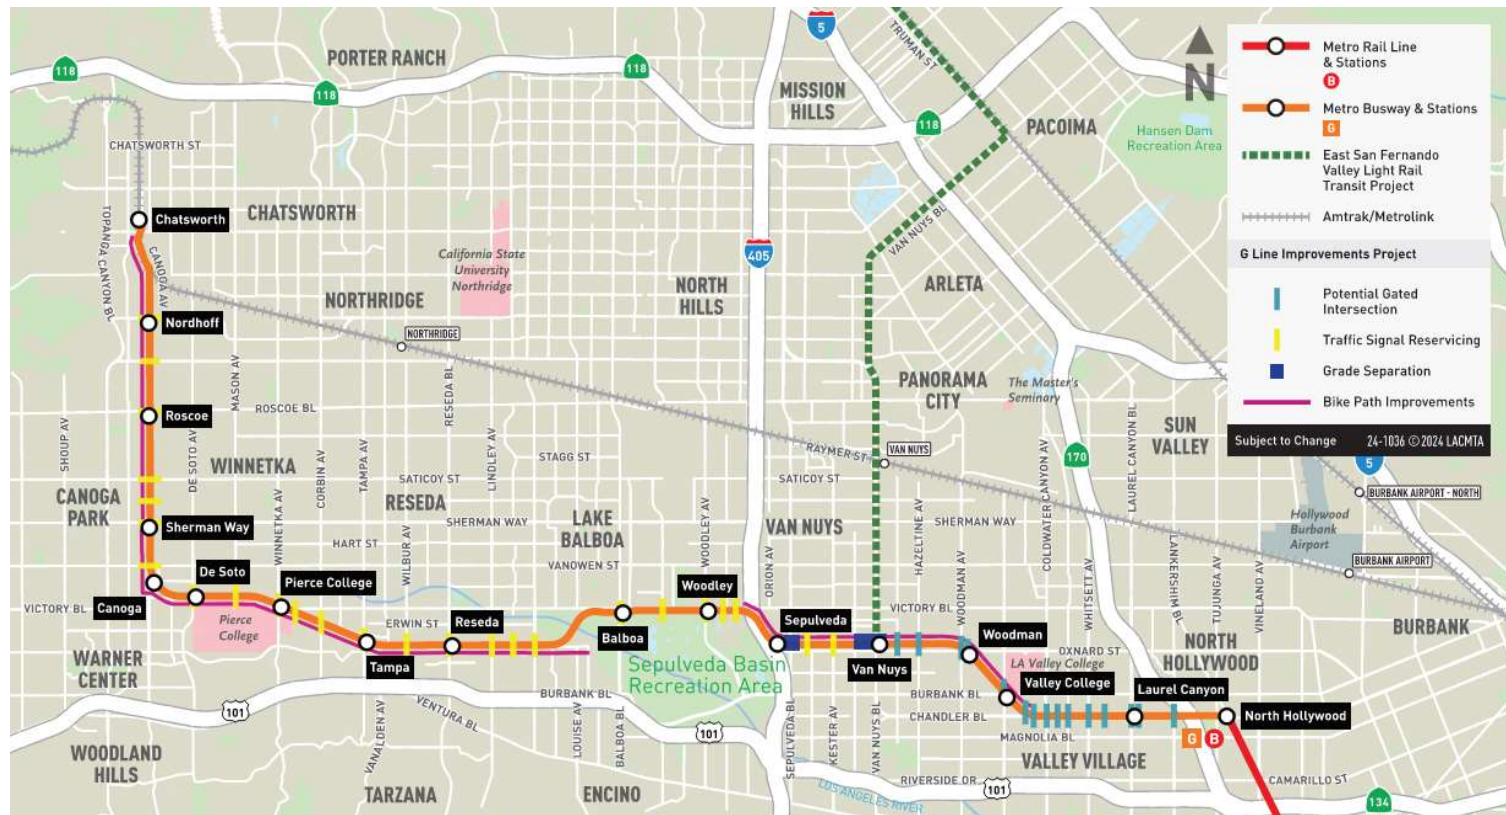 5
TRUMAN ST
118
PORTER RANCH
118
118
MISSION
HILLS
118
PACOIMA
Hansen Dam
Recreation Area
N
Metro Rail Line
& Stations
B
Metro Busway & Stations
G
East San Fernando
Valley Light Rail
Transit Project
Amtrak/Metrolink
G Line Improvements Project
Potential Gated
Intersection
Traffic Signal Reservicing
Grade Separation
Bike Path Improvements
Subject to Change
24-1036 © 2024 LACMTA
CHATSWORTH ST
Chatsworth
CHATSWORTH
TOPANGA CANYON BL
CANOGA AV
California State
University
Northridge
405
VAN NUYS BL
NORTH
HILLS
ARLETA
NORTHRIDGE
NORTHRIDGE
Nordhoff
MASON AV
RESEDA BL
PANORAMA
CITY
The Master's
Seminary
ROSCOE BL
Roscoe
SHOUP AV
DE SOTO AV
WINNETKA
CORBIN AV
TAMPA AV
LINDLEY AV
STAGG ST
SATICOY ST
RAYMER ST
VAN NUYS
SATICOY ST
170
LAUREL CANYON BL
COLDWATER CANYON AV
SUN
VALLEY
5
BURBANK AIRPORT - NORTH
Hollywood
Burbank
Airport
BURBANK AIRPORT
CANOGA
PARK
Sherman Way
WINNETKA AV
RESEDA
SHERMAN WAY
LAKE
BALBOA
WOODLEY AV
VAN NUYS
HAZELTINE AV
SHERMAN WAY
HART ST
WILBUR AV
VANOWEN ST
ORION AV
WOODMAN AV
WHITSETT AV
LANKERSHIM BL
TUJUNGA AV
VINELAND AV
De Soto
Pierce College
Woodley
VICTORY BL
Canoga
Pierce
College
ERWIN ST
Reseda
Balboa
Sepulveda
VICTORY BL
Woodman
OXNARD ST
NORTH
HOLLYWOOD
BURBANK
WARNER
CENTER
Tampa
Sepulveda Basin
Recreation Area
Van Nuys
LA Valley College
Valley College
Laurel Canyon
BURBANK BL
BURBANK BL
CHANDLER BL
North Hollywood
101
VENTURA BL
VANALDEN AV
LOUISE AV
BALBOA BL
101
SEPULVEDA BL
KESTER AV
VAN NUYS BL
MAGNOLIA BL
G
B
WOODLAND
HILLS
VALLEY VILLAGE
TARZANA
ENCINO
RIVERSIDE DR
LOS ANGELES RIVER
101
CAMARILLO ST
134